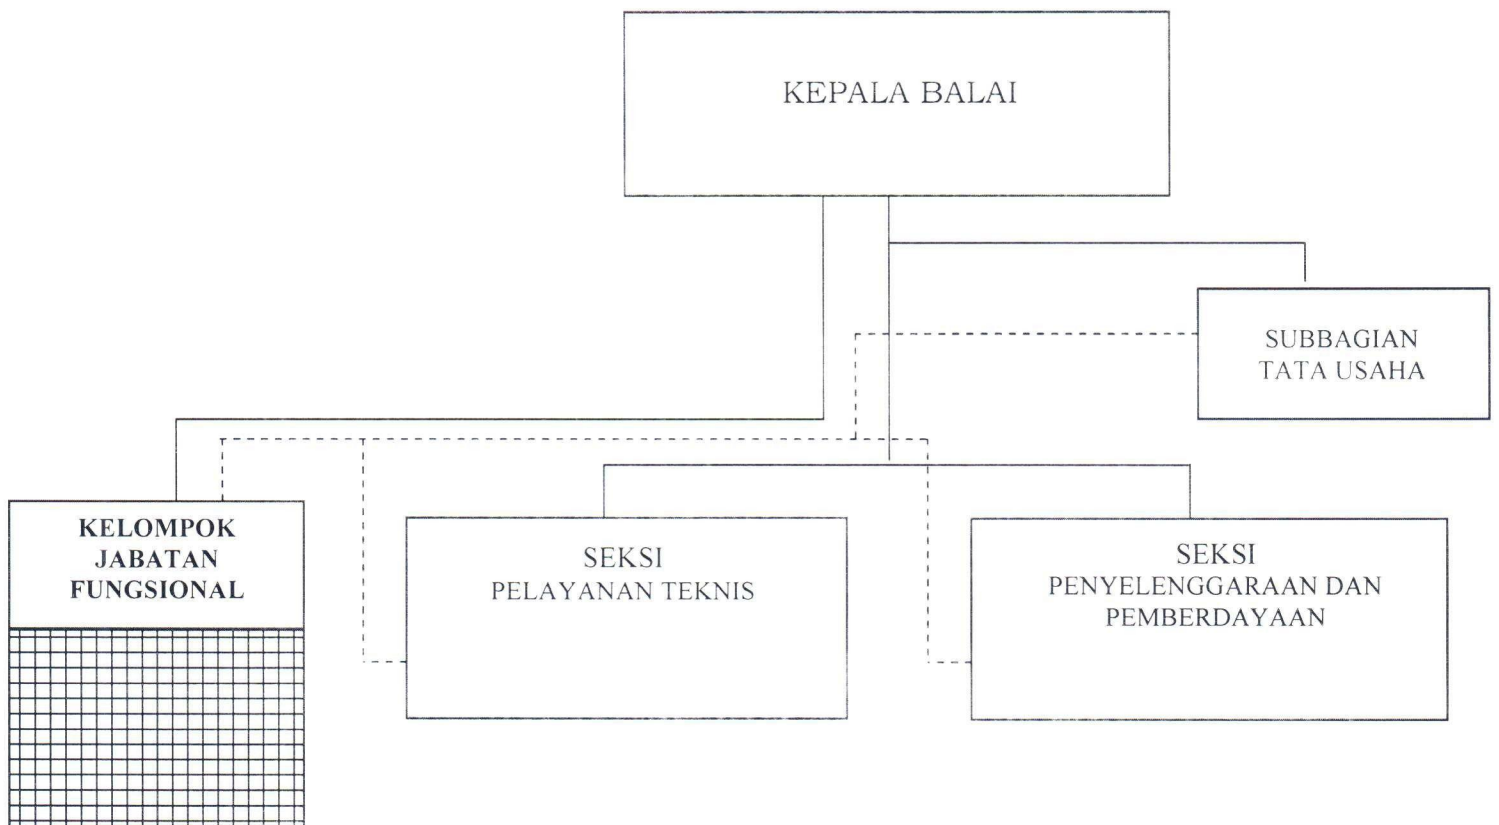 KEPALA BALAI
SUBBAGIAN
TATA USAHA
KELOMPOK
JABATAN
FUNGSIONAL
SEKSI
PELAYANAN TEKNIS
SEKSI
PENYELENGGARAAN DAN
PEMBERDAYAAN